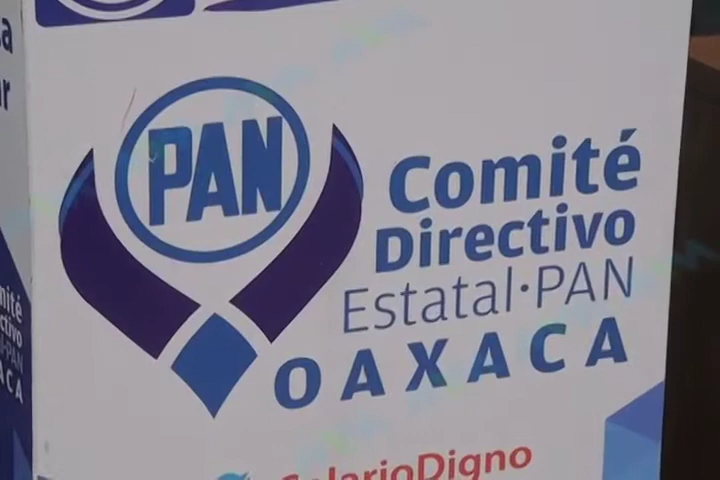 PAN
Comité
Directivo
Estatal·PAN
OAXACA
SalarioDigno